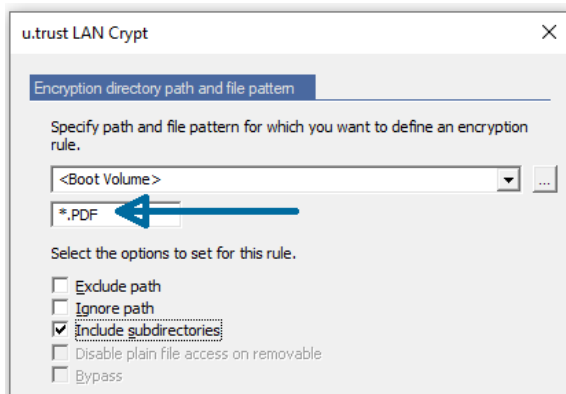 u.trust LAN Crypt
Encryption directory path and file pattern
Specify path and file pattern for which you want to define an encryption
rule.
<Boot Volume>
...
*.PDF
Select the options to set for this rule.
Exclude path
Ignore path
Include subdirectories
Disable plain file access on removable
Bypass